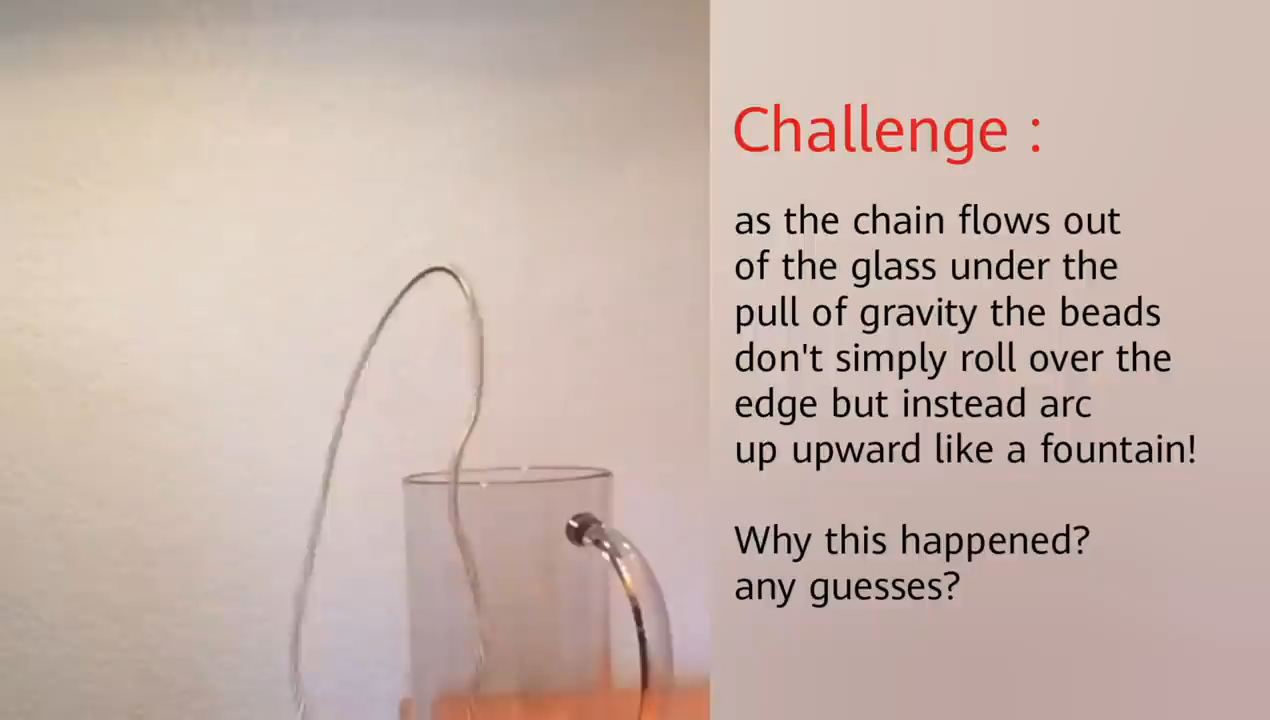 Challenge :
as the chain flows out
of the glass under the
pull of gravity the beads
don't simply roll over the
edge but instead arc
up upward like a fountain!
Why this happened?
any guesses?